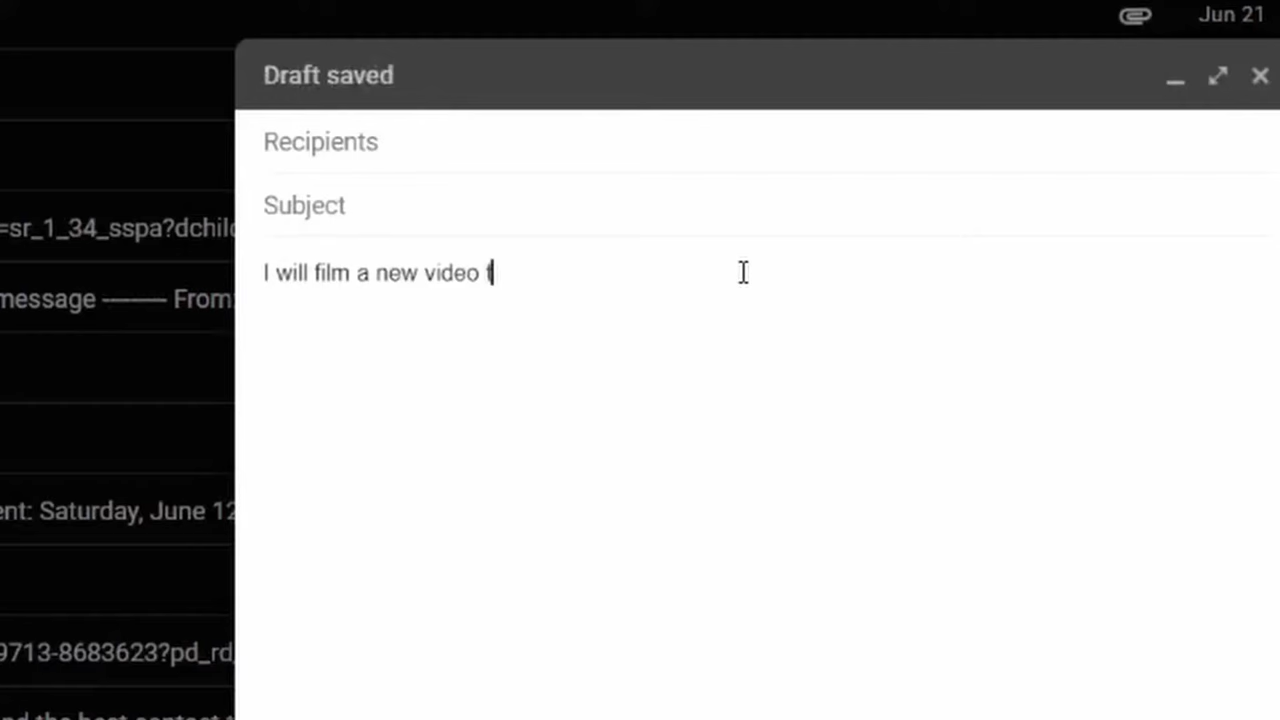 Jun 21
Draft saved
Recipients
Subject
=sr_1_34_sspa?dchild
I will film a new video t
message ——— From:
ent: Saturday, June 12
9713-8683623?pd_rd